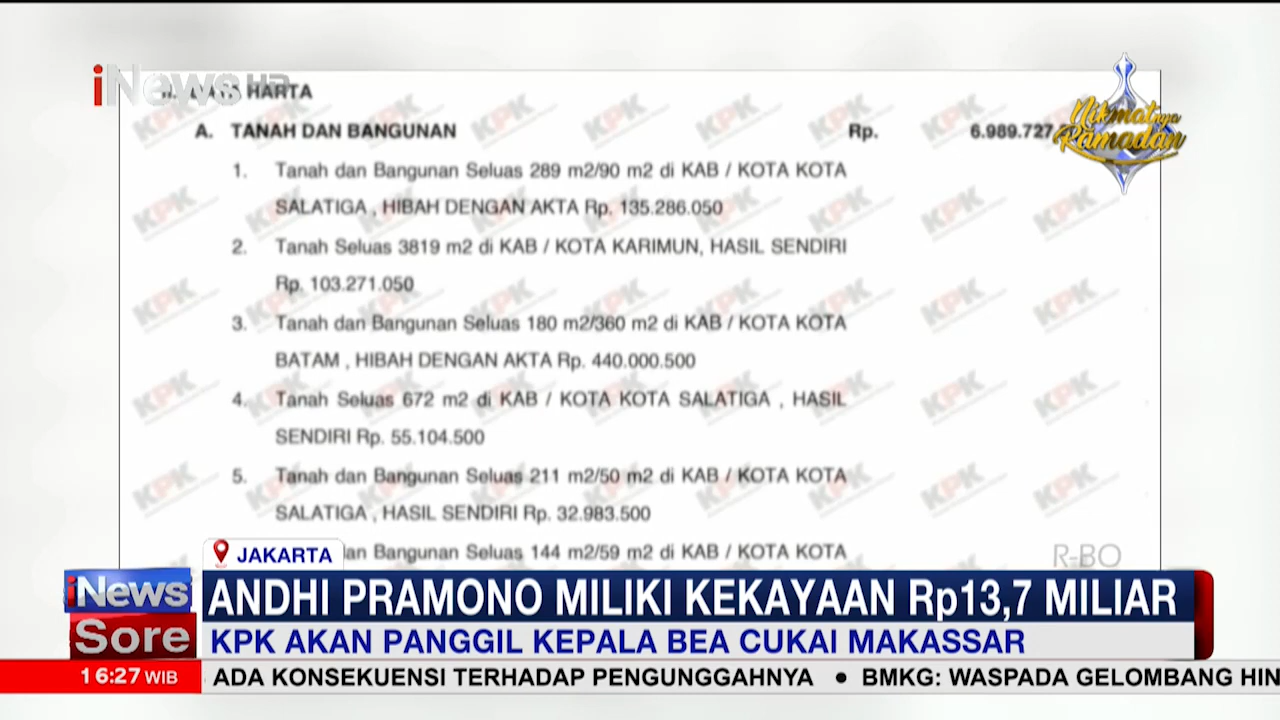 iNews HD
HARTA
Nikmatnya
Ramadan
A. TANAH DAN BANGUNAN Rp. 6.989.727
1. Tanah dan Bangunan Seluas 289 m2/90 m2 di KAB / KOTA KOTA
SALATIGA , HIBAH DENGAN AKTA Rp. 135.286.050
2. Tanah Seluas 3819 m2 di KAB / KOTA KARIMUN, HASIL SENDIRI
Rp. 103.271.050
3. Tanah dan Bangunan Seluas 180 m2/360 m2 di KAB / KOTA KOTA
BATAM , HIBAH DENGAN AKTA Rp. 440.000.500
4. Tanah Seluas 672 m2 di KAB / KOTA KOTA SALATIGA , HASIL
SENDIRI Rp. 55.104.500
5. Tanah dan Bangunan Seluas 211 m2/50 m2 di KAB / KOTA KOTA
SALATIGA , HASIL SENDIRI Rp. 32.983.500
dan Bangunan Seluas 144 m2/59 m2 di KAB / KOTA KOTA
R-BO
JAKARTA
iNews
Sore
ANDHI PRAMONO MILIKI KEKAYAAN Rp13,7 MILIAR
KPK AKAN PANGGIL KEPALA BEA CUKAI MAKASSAR
16:27 WIB
ADA KONSEKUENSI TERHADAP PENGUNGGAHNYA • BMKG: WASPADA GELOMBANG HIN